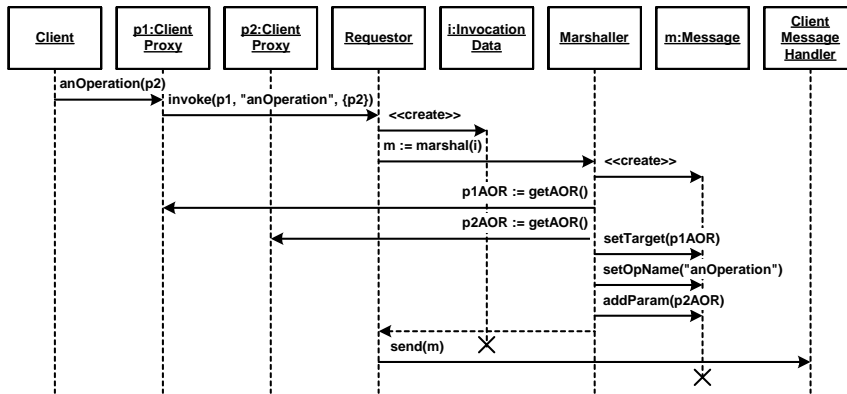 Client
p1:Client
Proxy
p2:Client
Proxy
Requestor
i:Invocation
Data
Marshaller
m:Message
Client
Message
Handler
anOperation(p2)
invoke(p1, "anOperation", {p2})
<<create>>
m := marshal(i)
<<create>>
p1AOR := getAOR()
p2AOR := getAOR()
setTarget(p1AOR)
setOpName("anOperation")
addParam(p2AOR)
send(m)